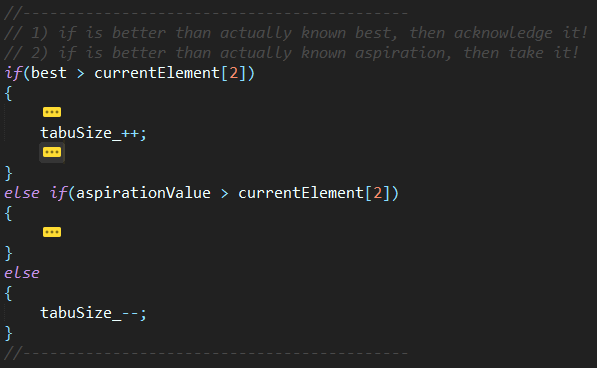 //-------------------------------------------
// 1) if is better than actually known best, then acknowledge it!
// 2) if is better than actually known aspiration, then take it!
if(best > currentElement[2])
{
...
tabuSize_++;
...
}
else if(aspirationValue > currentElement[2])
{
...
}
else
{
tabuSize_--;
}
//-------------------------------------------